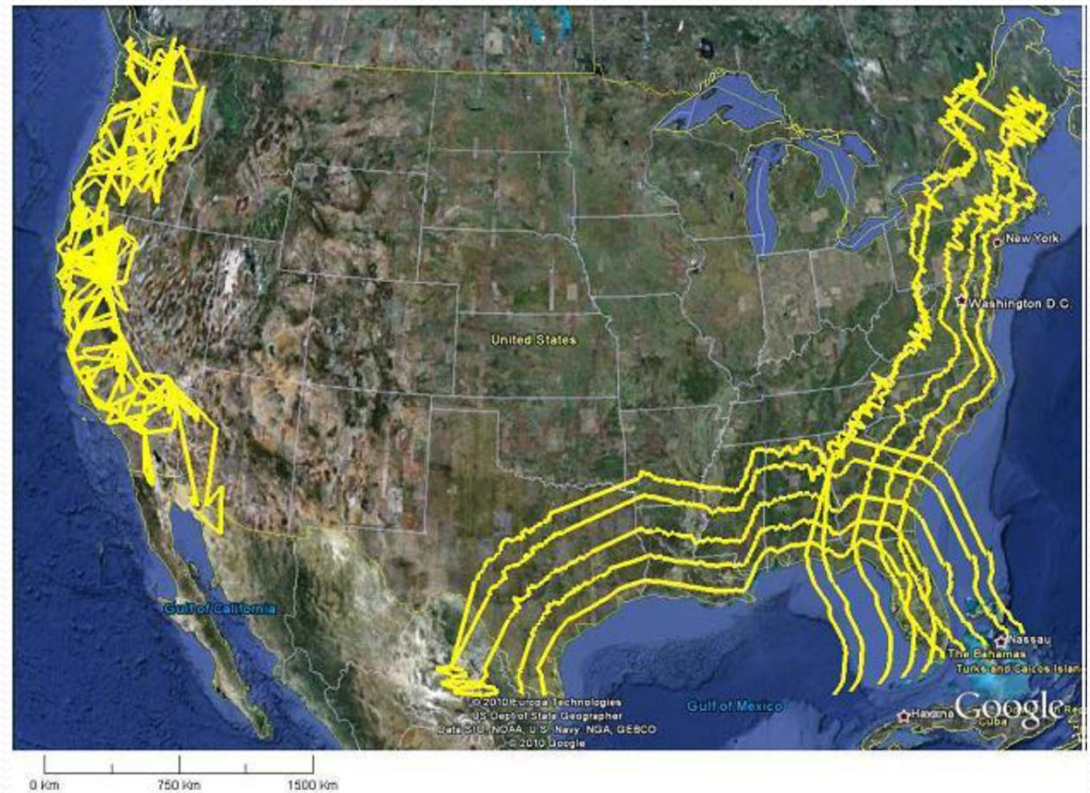 New York
Washington D.C.
United States
Gulf of California
Nassau
The Bahamas
Turks and Caicos Islan
© 2010 Europa Technologies
US Dept of State Geographer
Data SIO, NOAA, U.S. Navy, NGA, GEBCO
© 2010 Google
Gulf of Mexico
Havana
Google
Cuba
0 Km 750 Km 1500 Km